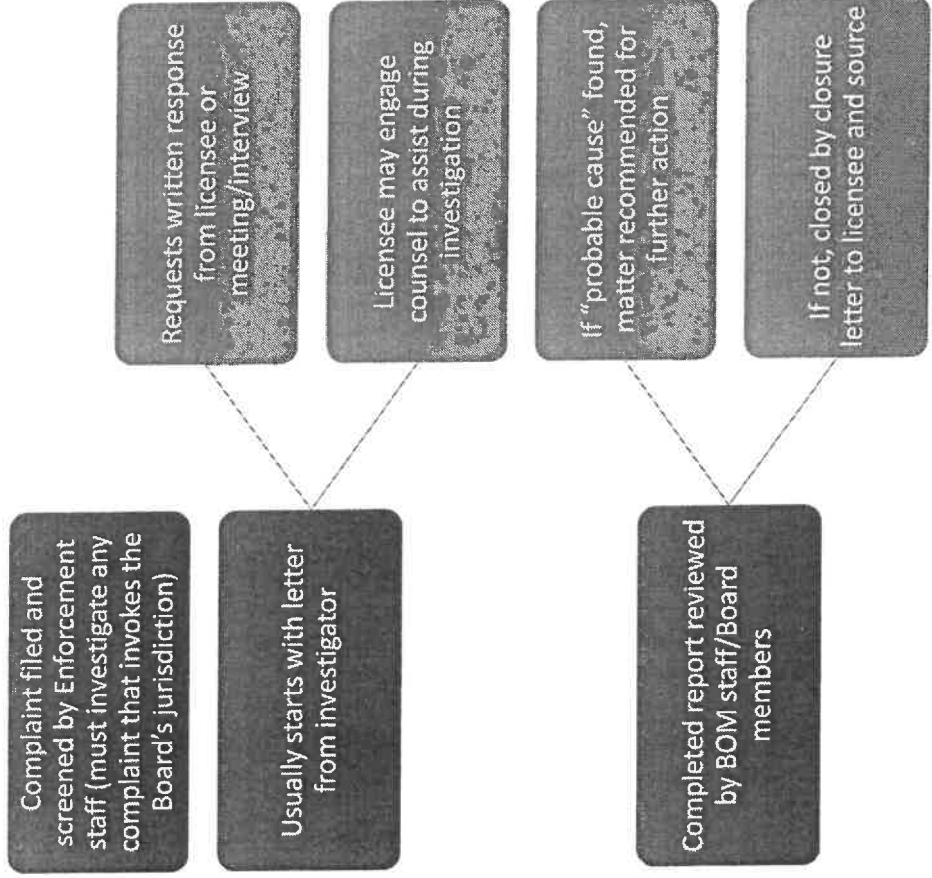 Complaint filed and
screened by Enforcement
staff (must investigate any
complaint that invokes the
Board's jurisdiction)
Usually starts with letter
from investigator
Requests written response
from licensee or
meeting/interview
Licensee may engage
counsel to assist during
investigation
Completed report reviewed
by BOM staff/Board
members
If "probable cause" found,
matter recommended for
further action
If not, closed by closure
letter to licensee and source